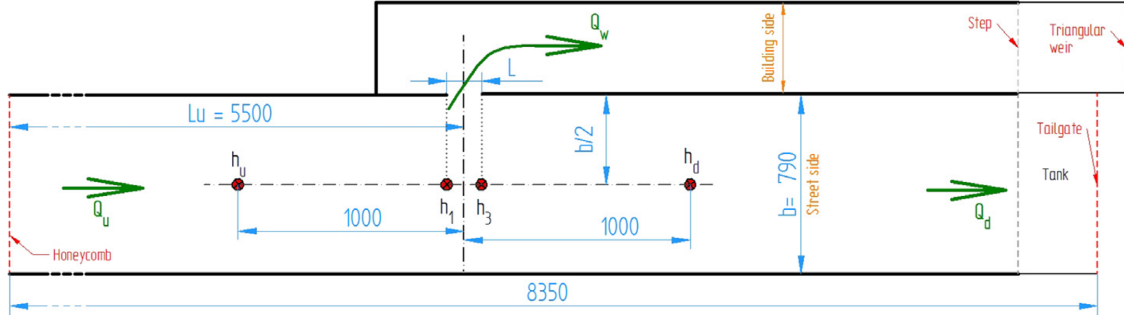 Q_w
Building side
Step
Triangular
weir
L
Lu = 5500
b/2
b= 790
Street side
Tailgate
Tank
h_u
h_d
Q_u
h_1
h_3
Q_d
1000
1000
Honeycomb
8350